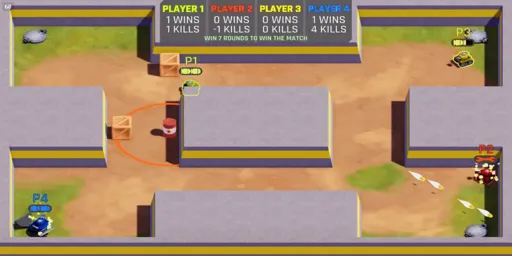 PLAYER 1 PLAYER 2 PLAYER 3 PLAYER 4
1 WINS 0 WINS 0 WINS 1 WINS
1 KILLS -1 KILLS 0 KILLS 4 KILLS
WIN 7 ROUNDS TO WIN THE MATCH
P3
P1
P2
P4